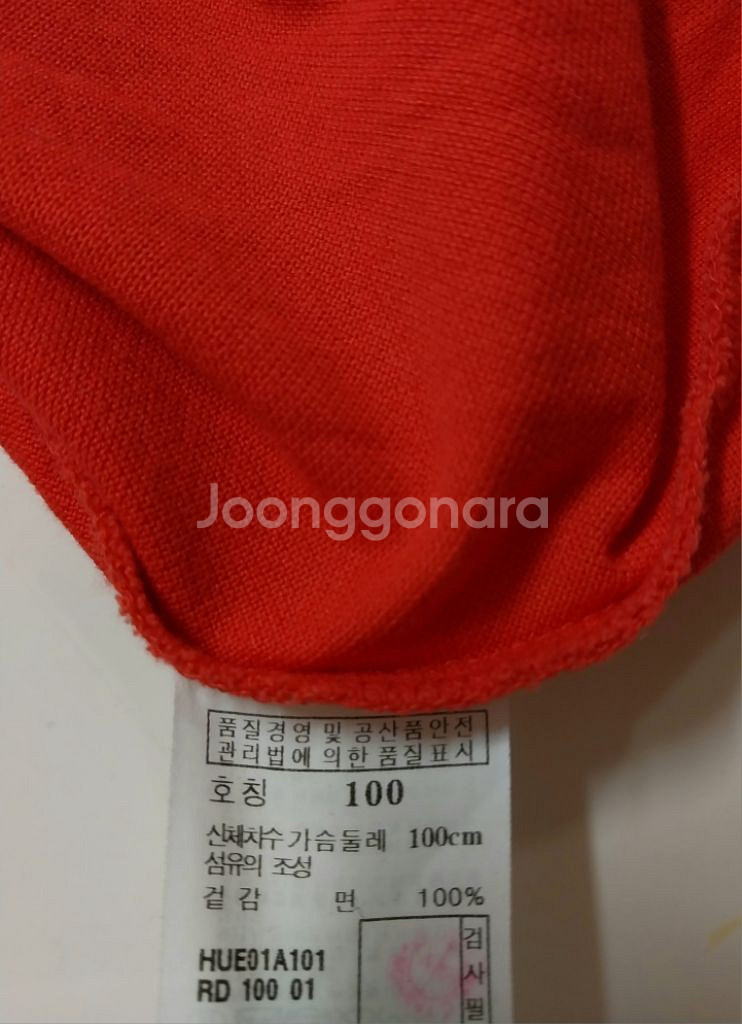 Joonggonara
품질경영 및 공산품안전
관리법에 의한 품질표시
호칭 100
신체치수 가슴둘레 100cm
섬유의 조성
겉감 면 100%
HUE01A101
RD 100 01
검사필